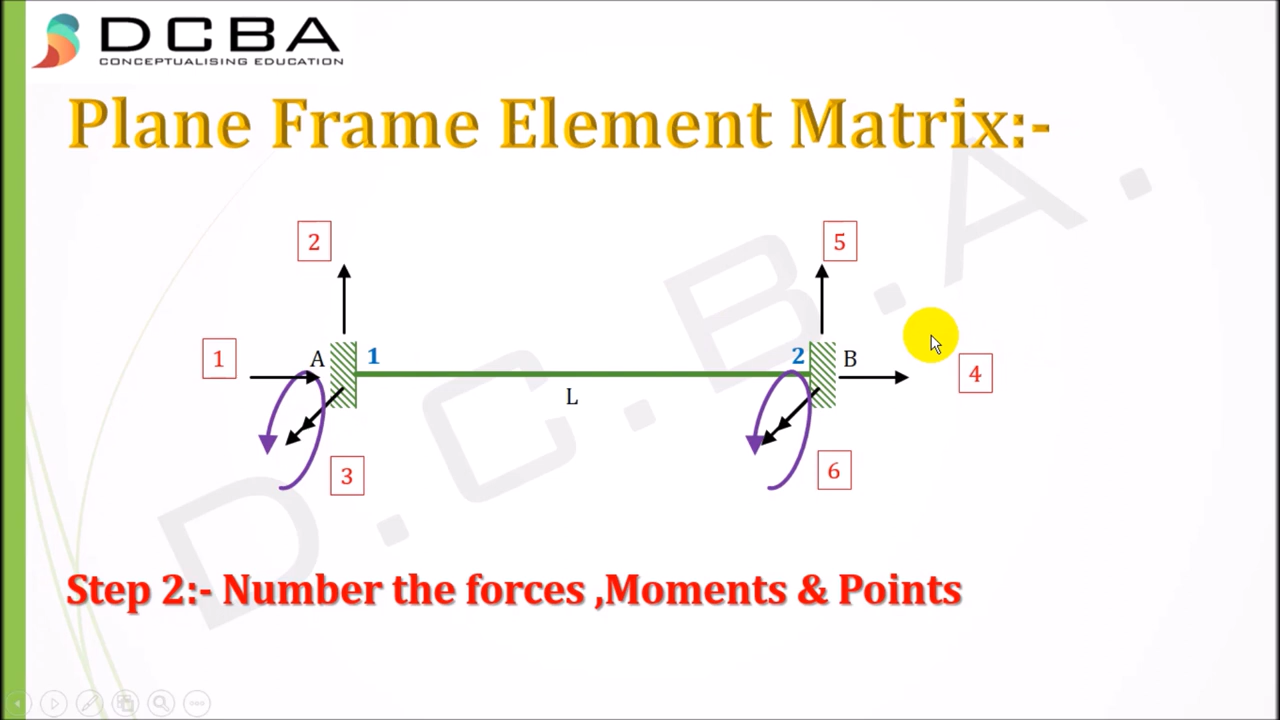 DCBA
CONCEPTUALISING EDUCATION
Plane Frame Element Matrix:-
2
5
1
A
1
2
B
4
L
3
6
D.C.B.A.
Step 2:- Number the forces ,Moments & Points